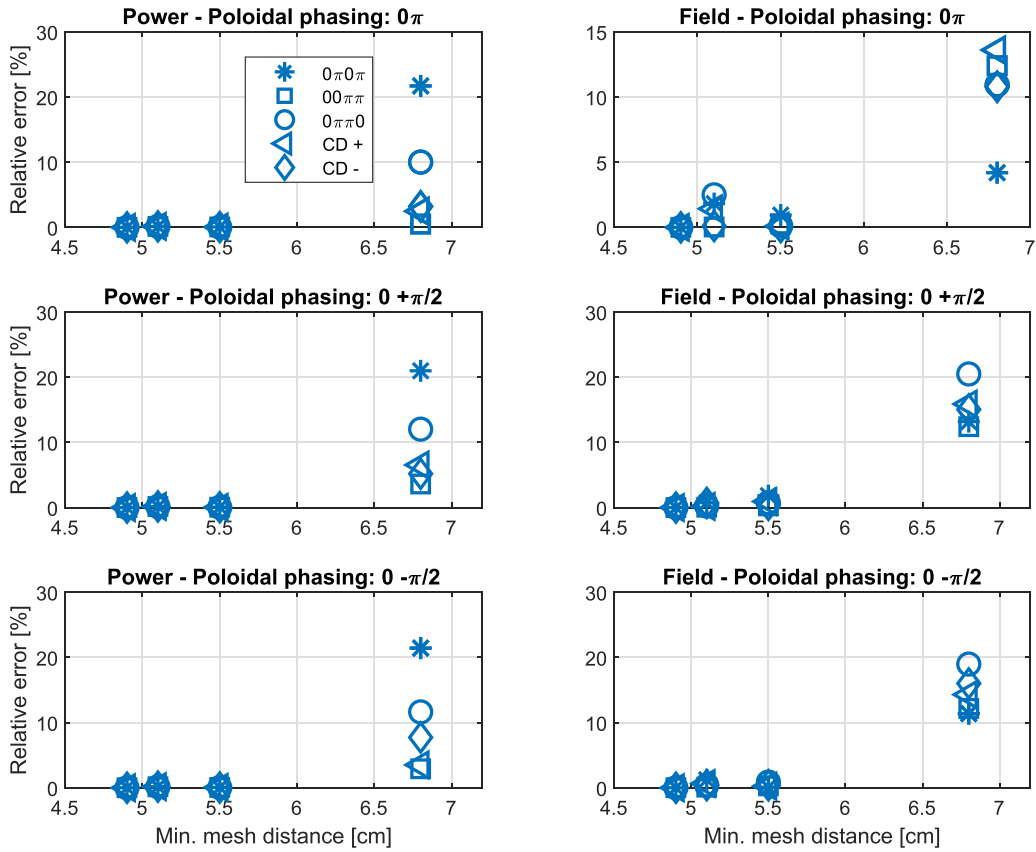 Power - Poloidal phasing: 0π
Relative error [%]
30
20
10
0
4.5 5 5.5 6 6.5 7
0π0π
00ππ
0ππ0
CD +
CD -
Field - Poloidal phasing: 0π
Relative error [%]
15
10
5
0
4.5 5 5.5 6 6.5 7
Power - Poloidal phasing: 0 +π/2
Relative error [%]
30
20
10
0
4.5 5 5.5 6 6.5 7
Field - Poloidal phasing: 0 +π/2
30
20
10
0
4.5 5 5.5 6 6.5 7
Power - Poloidal phasing: 0 -π/2
Relative error [%]
30
20
10
0
4.5 5 5.5 6 6.5 7
Min. mesh distance [cm]
Field - Poloidal phasing: 0 -π/2
30
20
10
0
4.5 5 5.5 6 6.5 7
Min. mesh distance [cm]